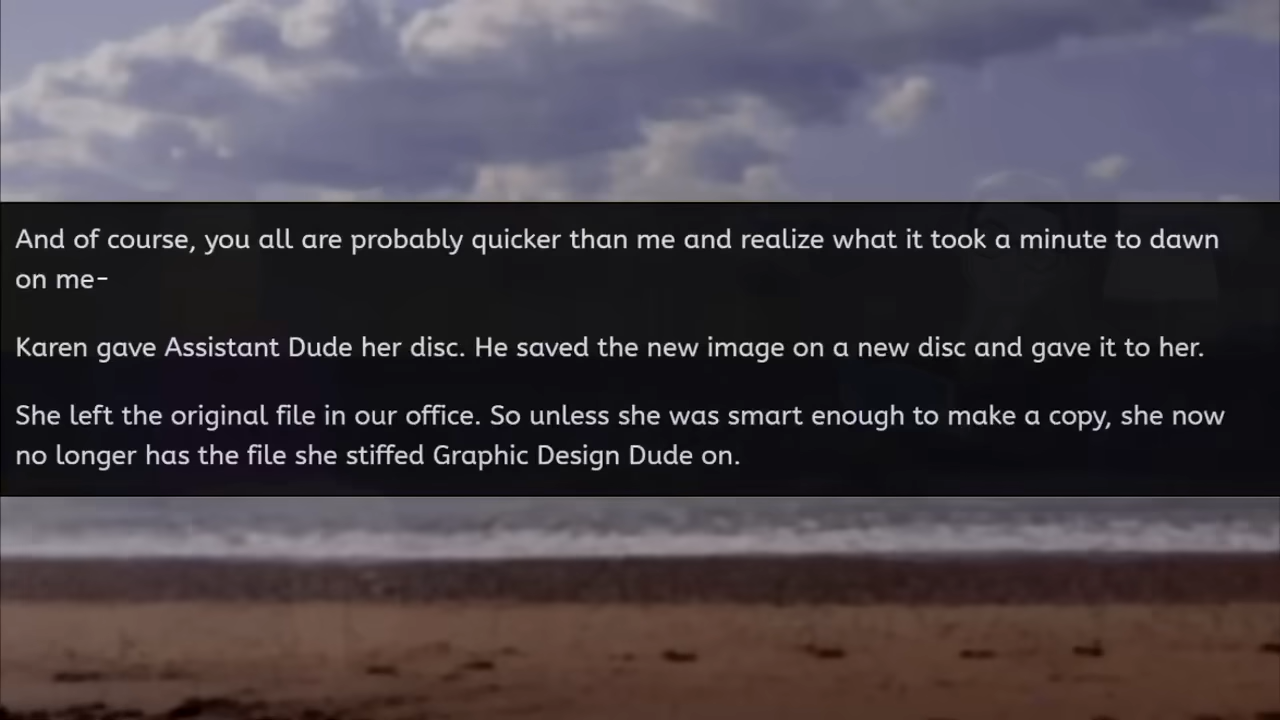 And of course, you all are probably quicker than me and realize what it took a minute to dawn
on me-
Karen gave Assistant Dude her disc. He saved the new image on a new disc and gave it to her.
She left the original file in our office. So unless she was smart enough to make a copy, she now
no longer has the file she stiffed Graphic Design Dude on.